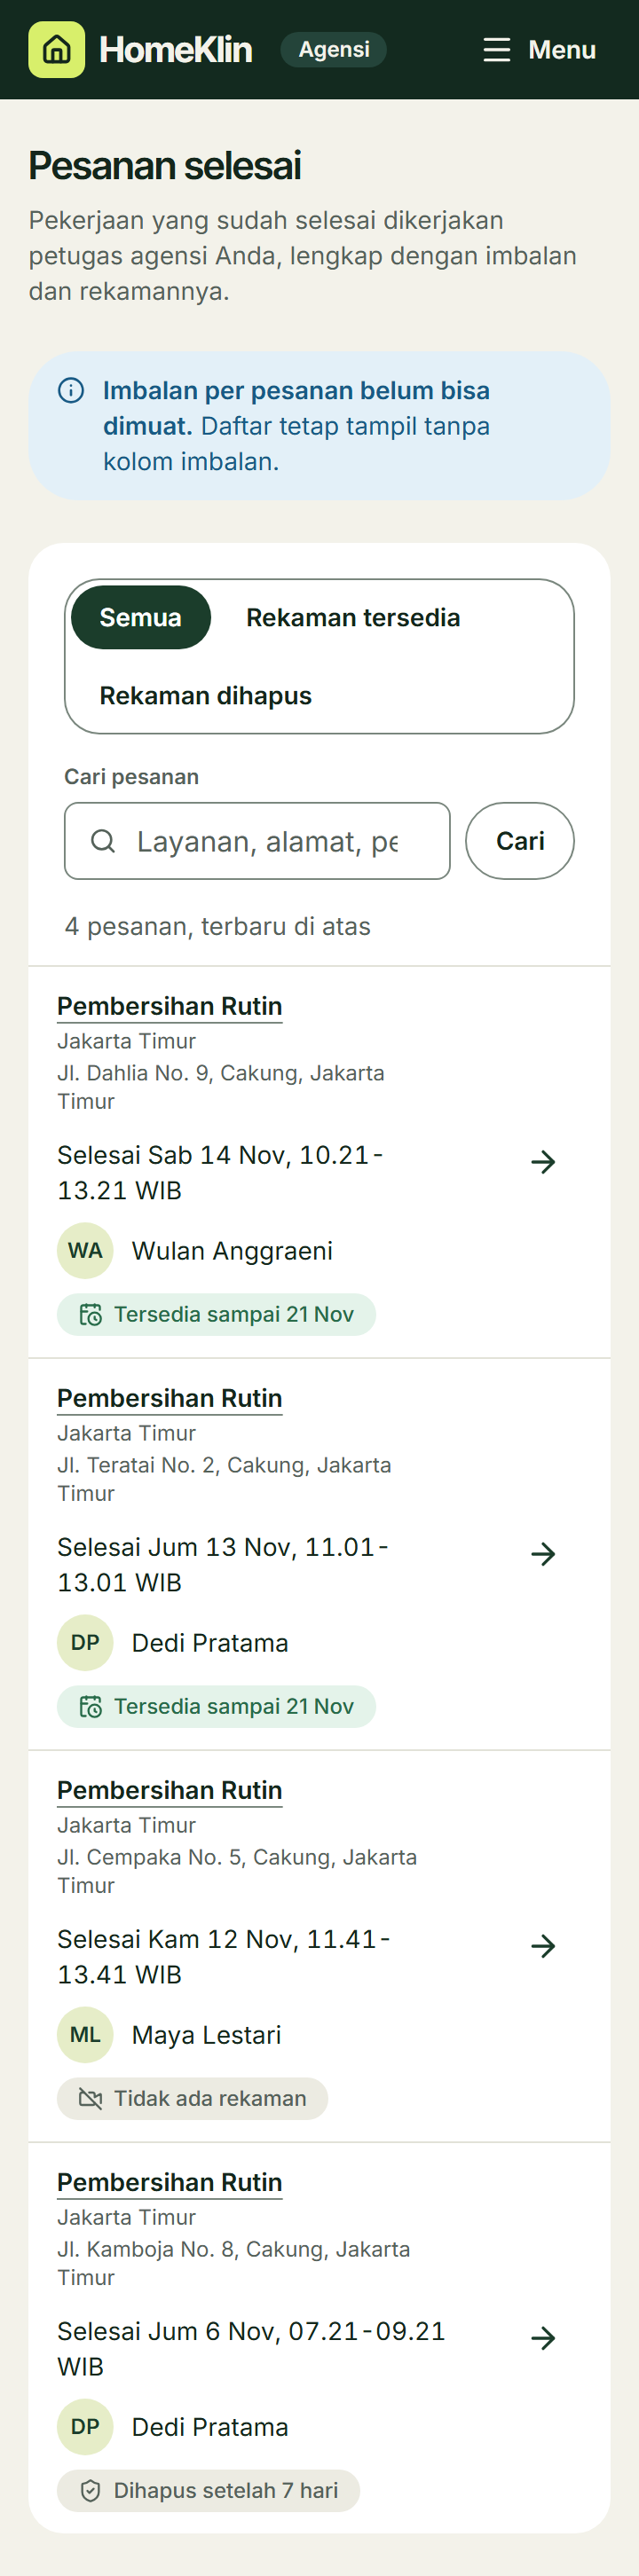 HomeKlin
Agensi
Menu
Pesanan selesai
Pekerjaan yang sudah selesai dikerjakan
petugas agensi Anda, lengkap dengan imbalan
dan rekamannya.
Imbalan per pesanan belum bisa
dimuat. Daftar tetap tampil tanpa
kolom imbalan.
Semua
Rekaman tersedia
Rekaman dihapus
Cari pesanan
Layanan, alamat, pe
Cari
4 pesanan, terbaru di atas
Pembersihan Rutin
Jakarta Timur
Jl. Dahlia No. 9, Cakung, Jakarta
Timur
Selesai Sab 14 Nov, 10.21-
13.21 WIB
WA
Wulan Anggraeni
Tersedia sampai 21 Nov
Pembersihan Rutin
Jakarta Timur
Jl. Teratai No. 2, Cakung, Jakarta
Timur
Selesai Jum 13 Nov, 11.01-
13.01 WIB
DP
Dedi Pratama
Tersedia sampai 21 Nov
Pembersihan Rutin
Jakarta Timur
Jl. Cempaka No. 5, Cakung, Jakarta
Timur
Selesai Kam 12 Nov, 11.41-
13.41 WIB
ML
Maya Lestari
Tidak ada rekaman
Pembersihan Rutin
Jakarta Timur
Jl. Kamboja No. 8, Cakung, Jakarta
Timur
Selesai Jum 6 Nov, 07.21-09.21
WIB
DP
Dedi Pratama
Dihapus setelah 7 hari